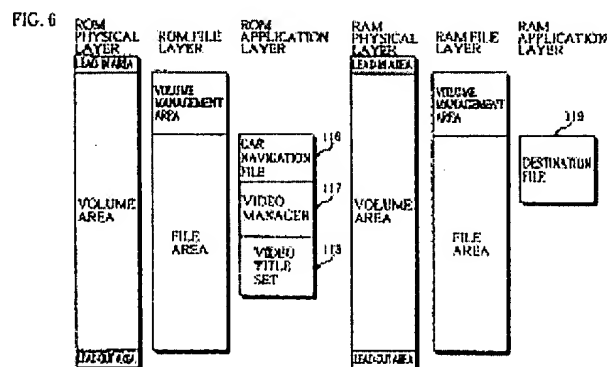 FIG. 6
ROM
PHYSICAL
LAYER
ROM FILE
LAYER
ROM
APPLICATION
LAYER
RAM
PHYSICAL
LAYER
RAM FILE
LAYER
RAM
APPLICATION
LAYER
LEAD IN AREA
VOLUME
AREA
LEAD-OUT AREA
VOLUME
MANAGEMENT
AREA
FILE
AREA
116
CAR
NAVIGATION
FILE
117
VIDEO
MANAGER
118
VIDEO
TITLE
SET
LEAD IN AREA
VOLUME
AREA
LEAD-OUT AREA
VOLUME
MANAGEMENT
AREA
FILE
AREA
119
DESTINATION
FILE